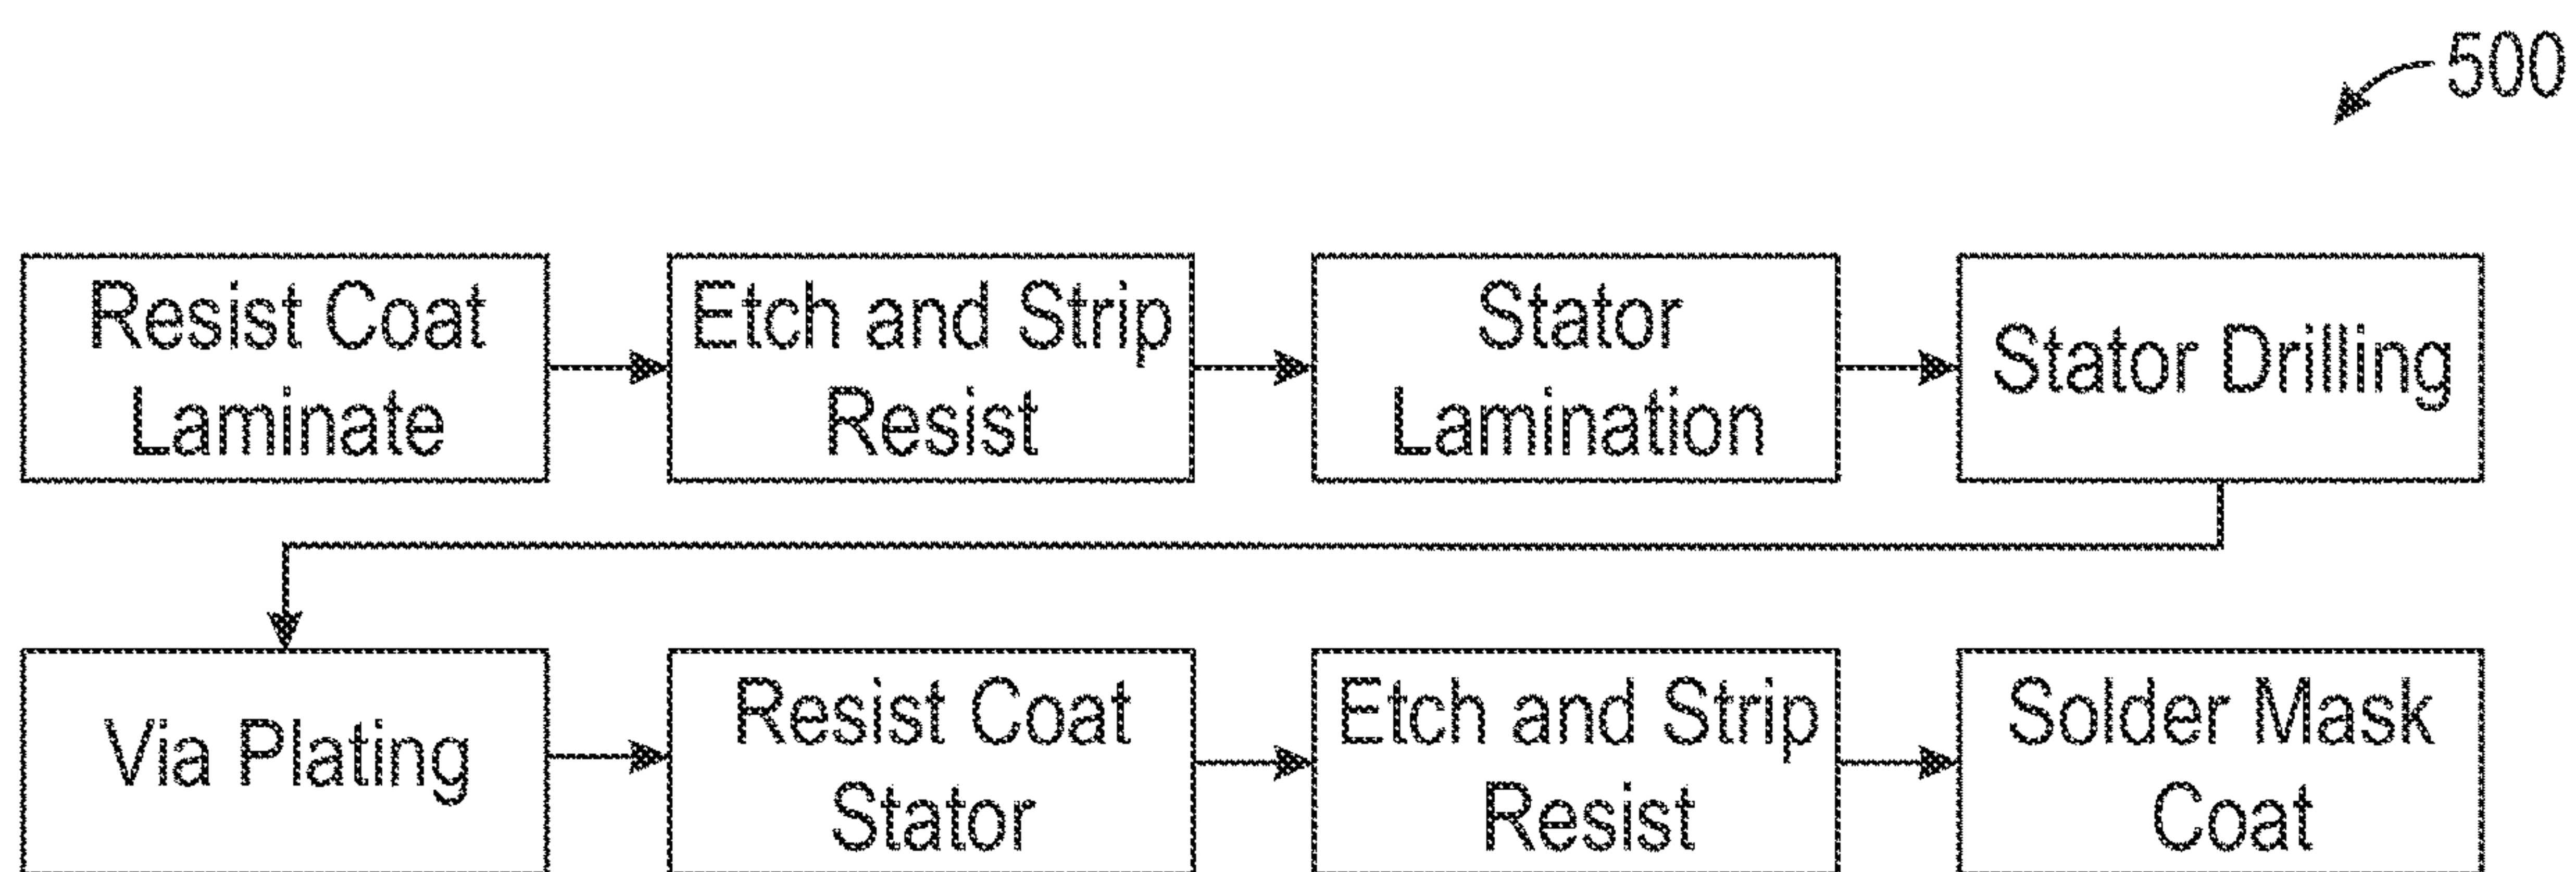 500
Resist Coat
Laminate
Etch and Strip
Resist
Stator
Lamination
Stator Drilling
Via Plating
Resist Coat
Stator
Etch and Strip
Resist
Solder Mask
Coat